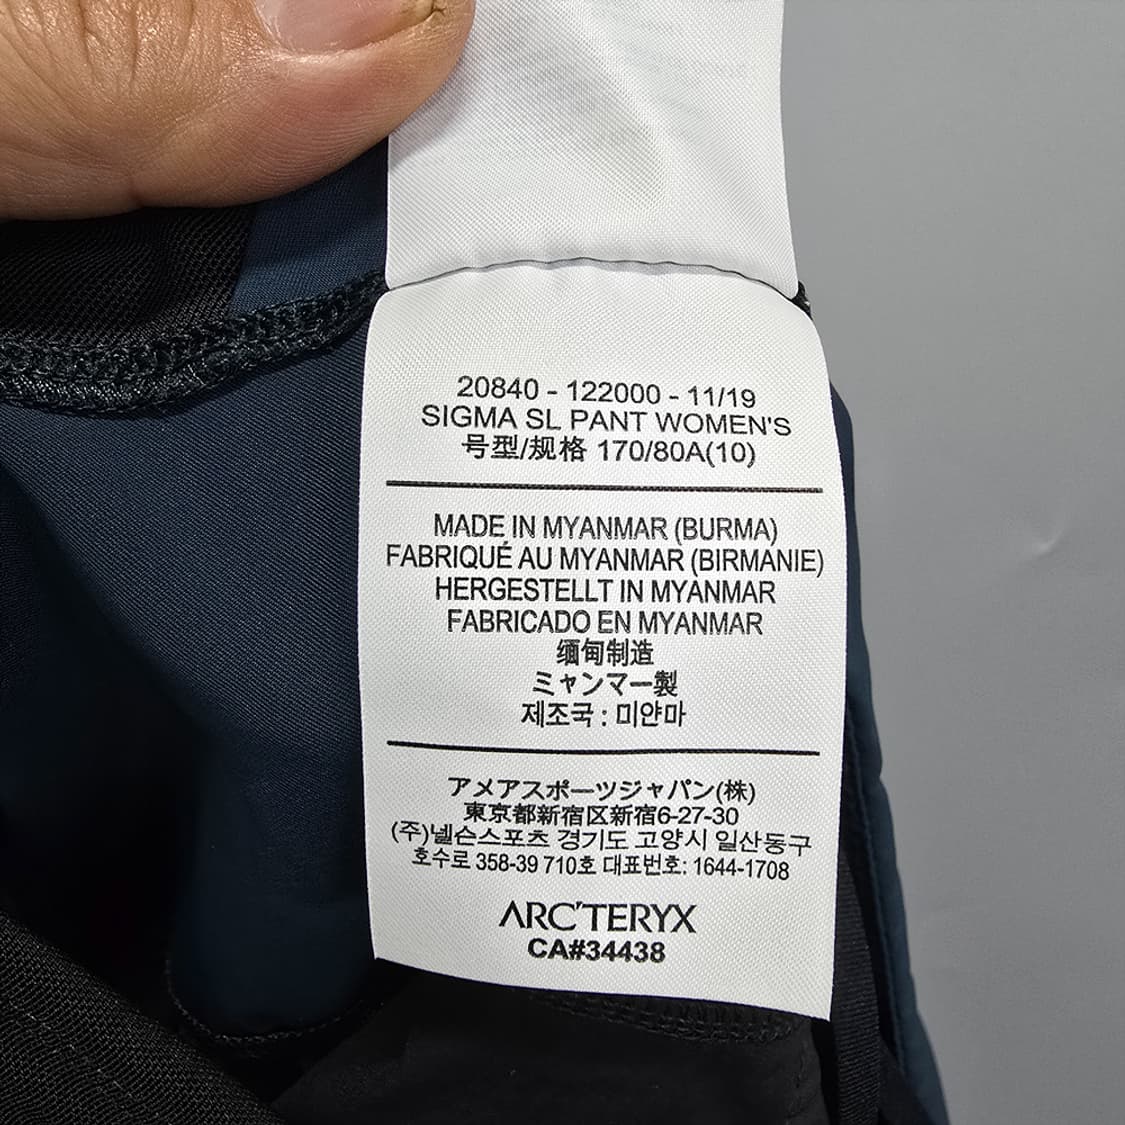 20840 - 122000 - 11/19
SIGMA SL PANT WOMEN'S
号型/规格 170/80A(10)
MADE IN MYANMAR (BURMA)
FABRIQUÉ AU MYANMAR (BIRMANIE)
HERGESTELLT IN MYANMAR
FABRICADO EN MYANMAR
缅甸制造
ミャンマー製
제조국 : 미얀마
アメアスポーツジャパン(株)
東京都新宿区新宿6-27-30
(주)넬슨스포츠 경기도 고양시 일산동구
호수로 358-39 710호 대표번호: 1644-1708
ARC'TERYX
CA#34438